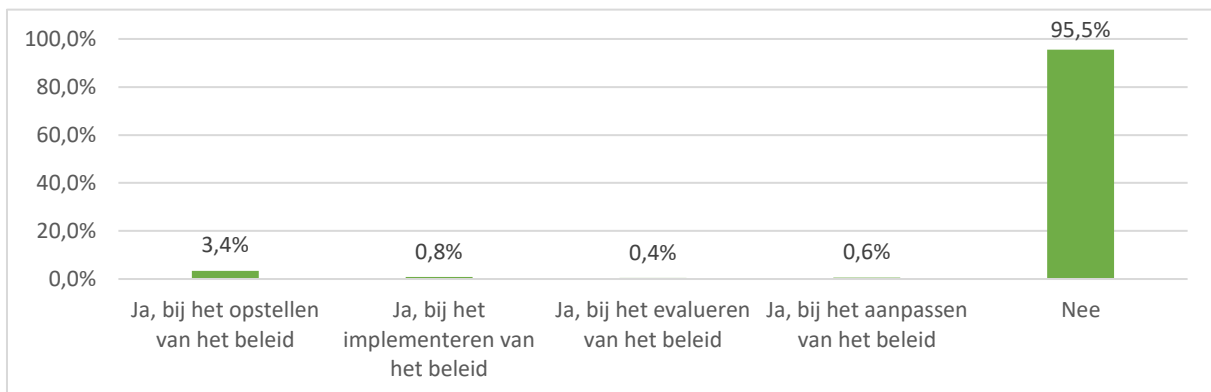 100,0%
80,0%
60,0%
40,0%
20,0%
0,0%
3,4%
0,8%
0,4%
0,6%
95,5%
Ja, bij het opstellen
van het beleid
Ja, bij het
implementeren van
het beleid
Ja, bij het evalueren
van het beleid
Ja, bij het aanpassen
van het beleid
Nee